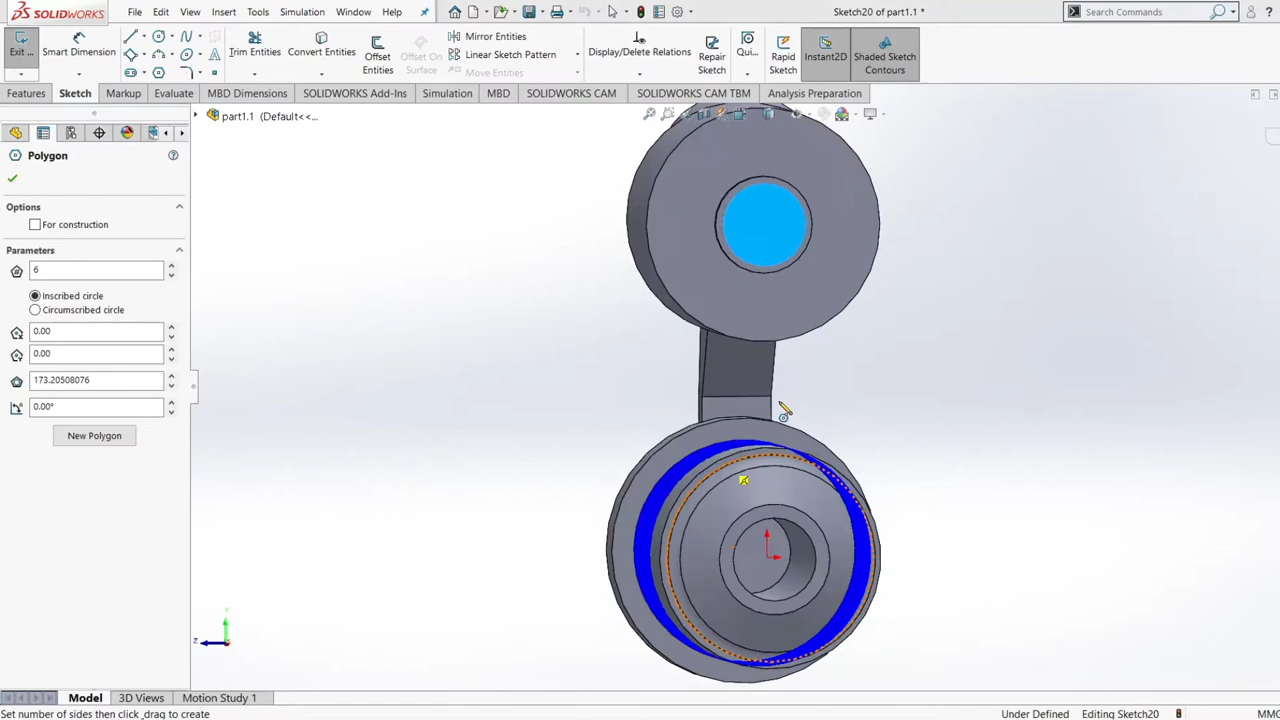 SOLIDWORKS File Edit View Insert Tools Simulation Window Help Sketch20 of part1.1 * Search Commands
Exit ... Smart Dimension Trim Entities Convert Entities Offset Entities Offset On Surface Mirror Entities Linear Sketch Pattern Move Entities Display/Delete Relations Repair Sketch Qui... Rapid Sketch Instant2D Shaded Sketch Contours
Features Sketch Markup Evaluate MBD Dimensions SOLIDWORKS Add-Ins Simulation MBD SOLIDWORKS CAM SOLIDWORKS CAM TBM Analysis Preparation
part1.1 (Default<<...
Polygon
Options
For construction
Parameters
6
Inscribed circle
Circumscribed circle
0.00
0.00
173.20508076
0.00°
New Polygon
Y
Z
Model 3D Views Motion Study 1
Set number of sides then click ,drag to create Under Defined Editing Sketch20 MMG